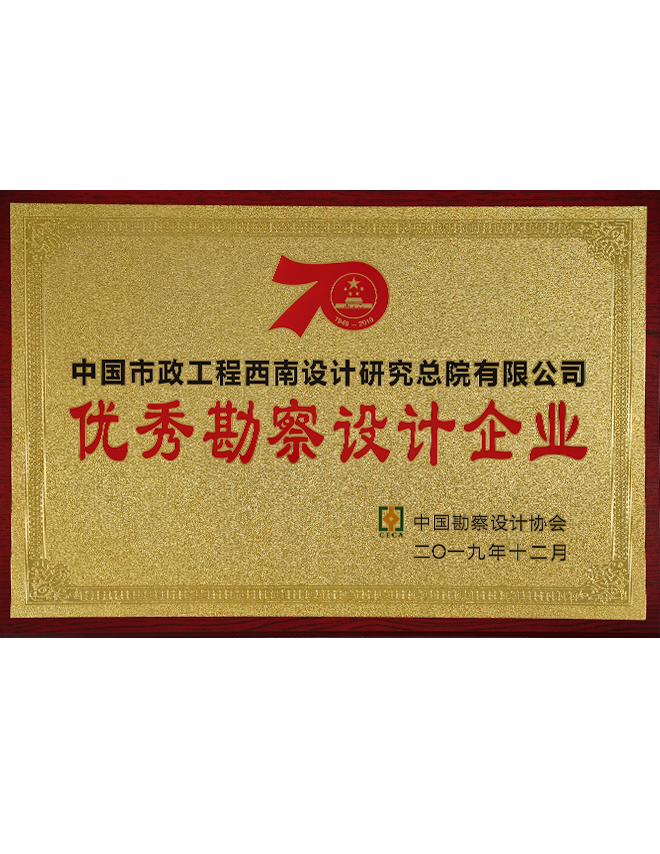 70
1949-2019
中国市政工程西南设计研究总院有限公司
优秀勘察设计企业
CECA
中国勘察设计协会
二〇一九年十二月